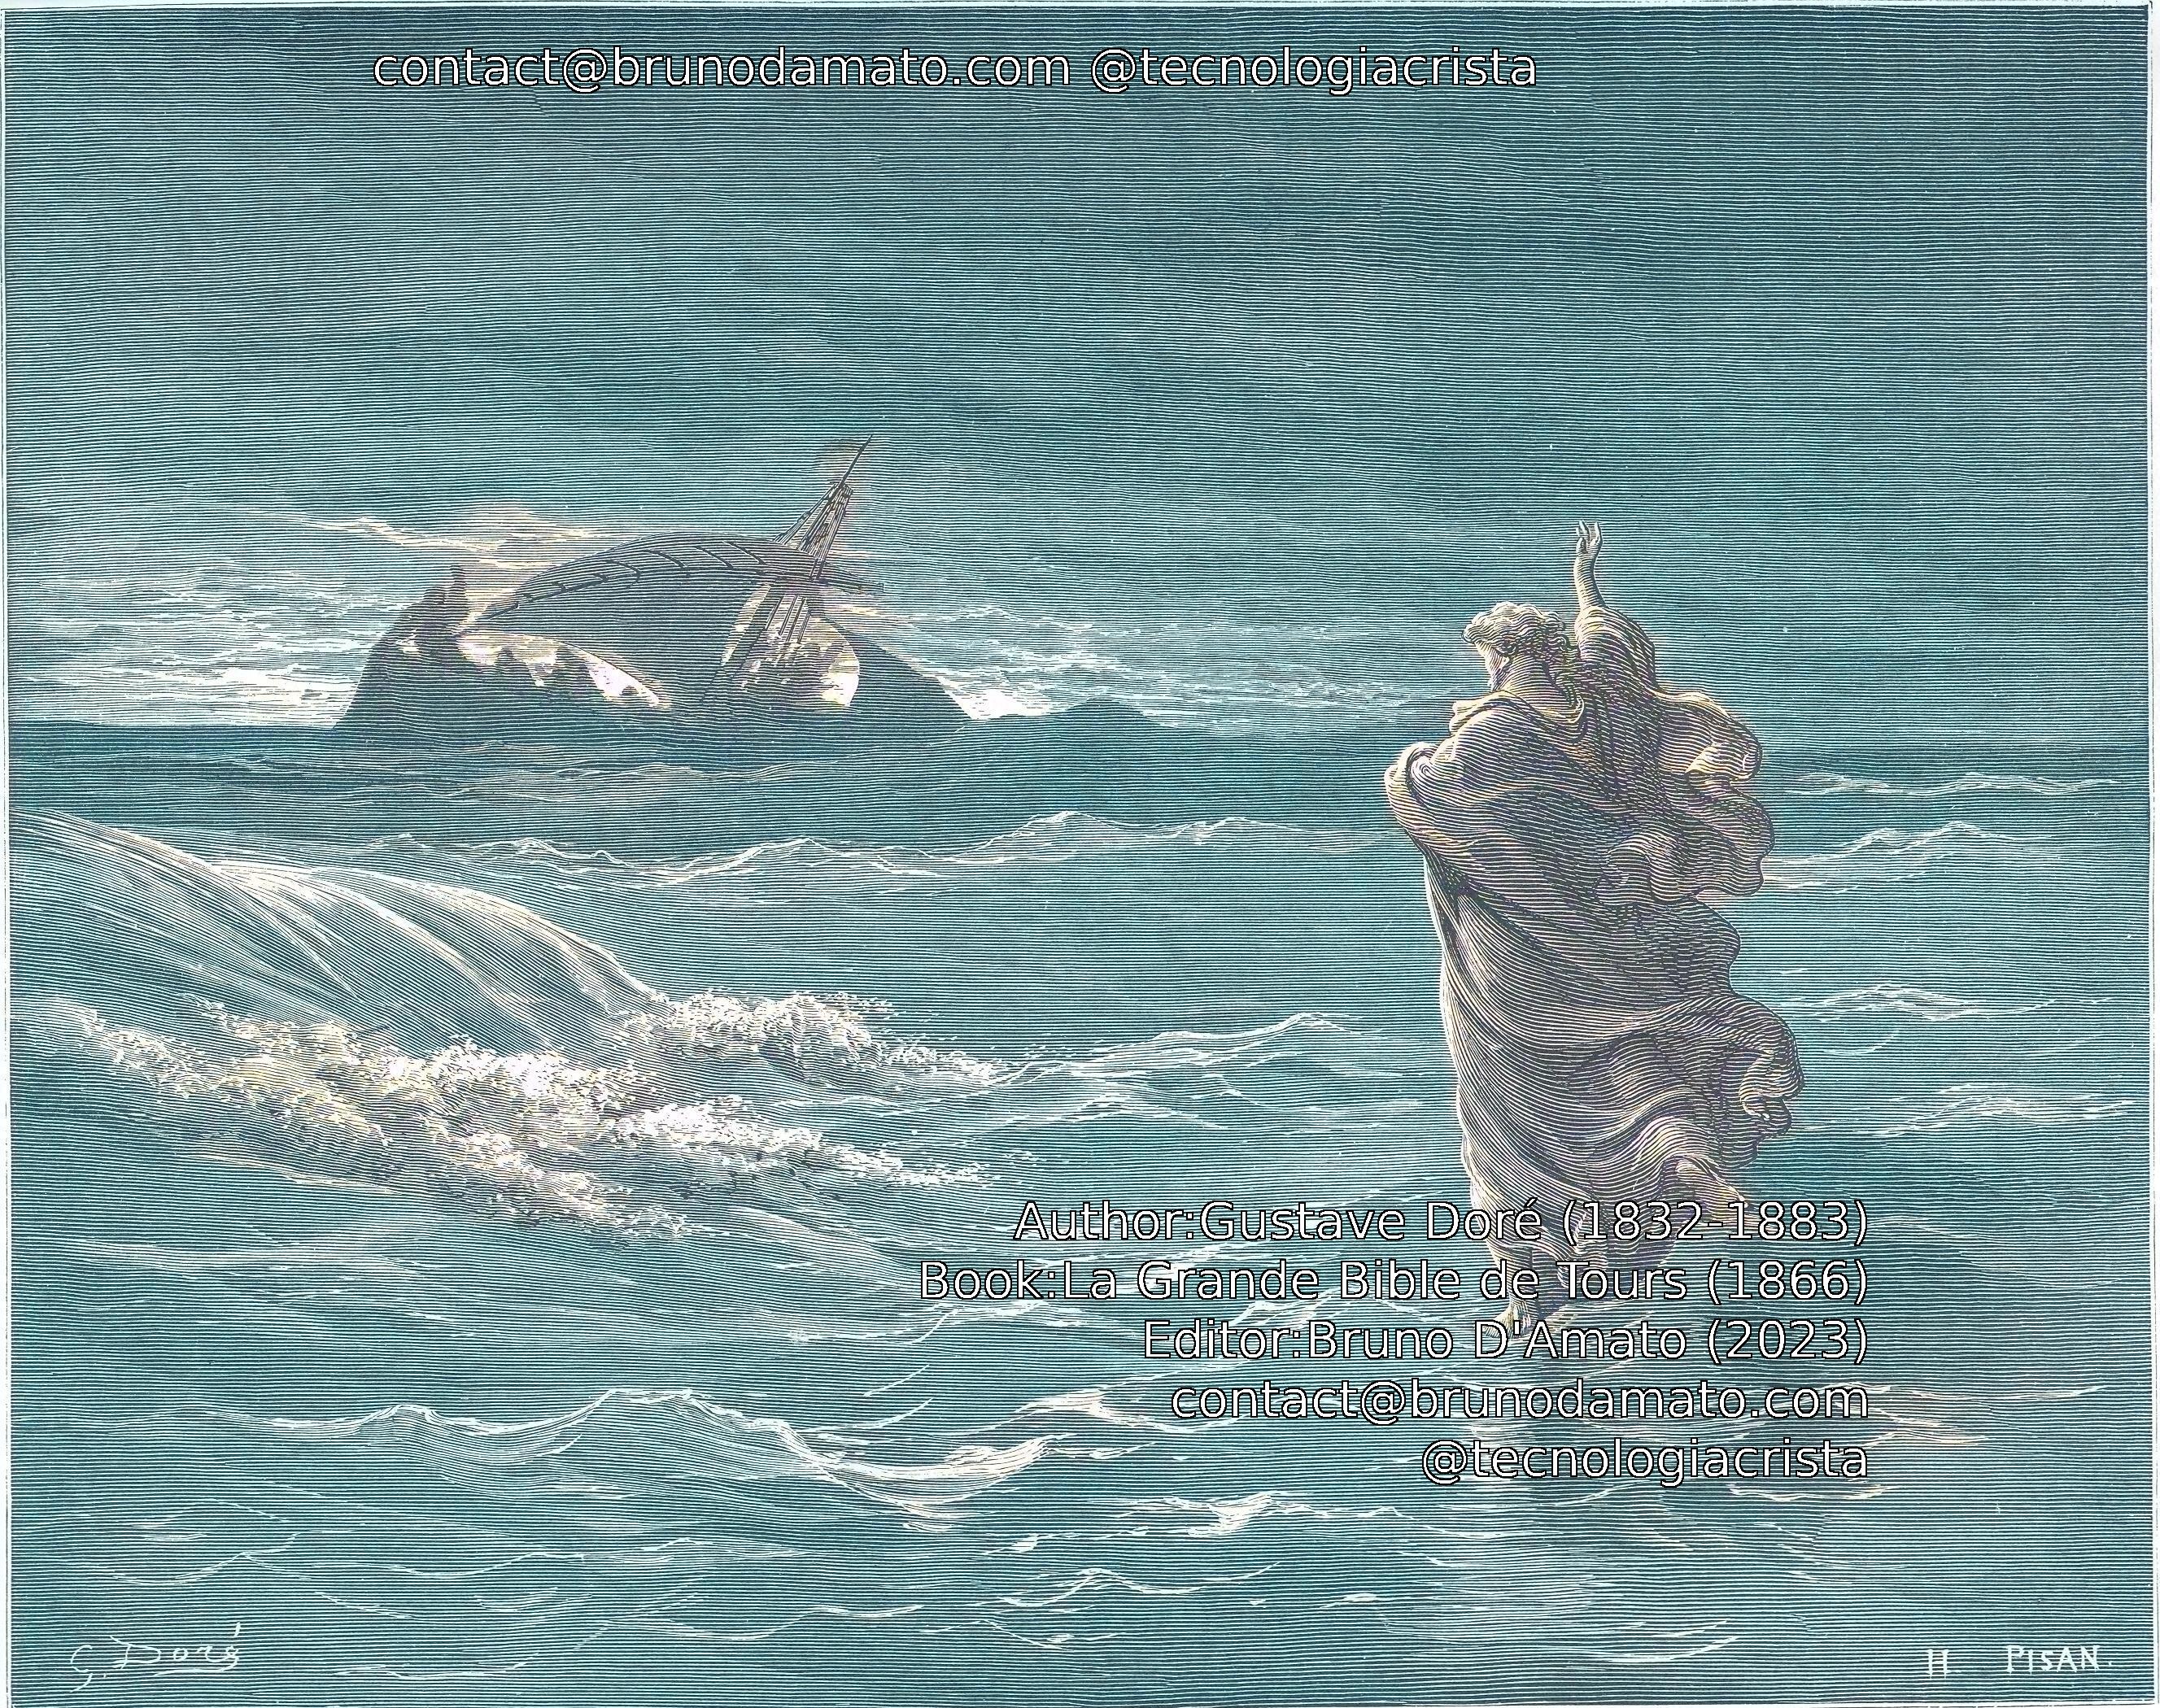 contact@brunodamato.com @tecnologiacrista
Author:Gustave Doré (1832-1883)
Book:La Grande Bible de Tours (1866)
Editor:Bruno D'Amato (2023)
contact@brunodamato.com
@tecnologiacrista
G. Doré
H PISAN.